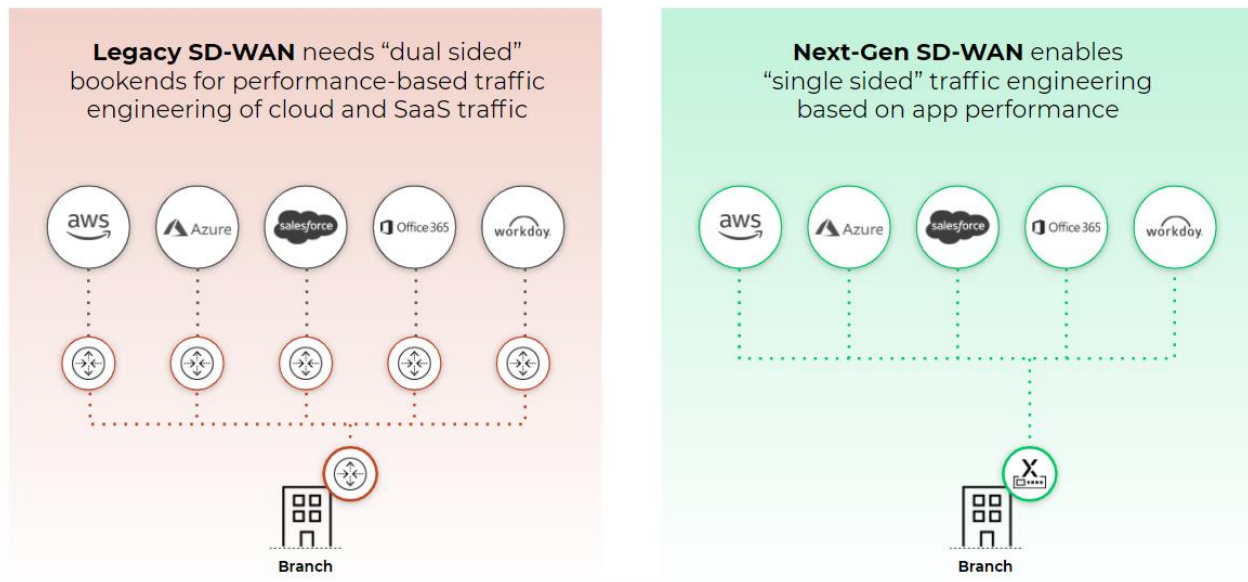 Legacy SD-WAN needs “dual sided”
bookends for performance-based traffic
engineering of cloud and SaaS traffic
aws
Azure
salesforce
Office 365
workday.
Branch
Next-Gen SD-WAN enables
“single sided” traffic engineering
based on app performance
aws
Azure
salesforce
Office 365
workday.
X
Branch